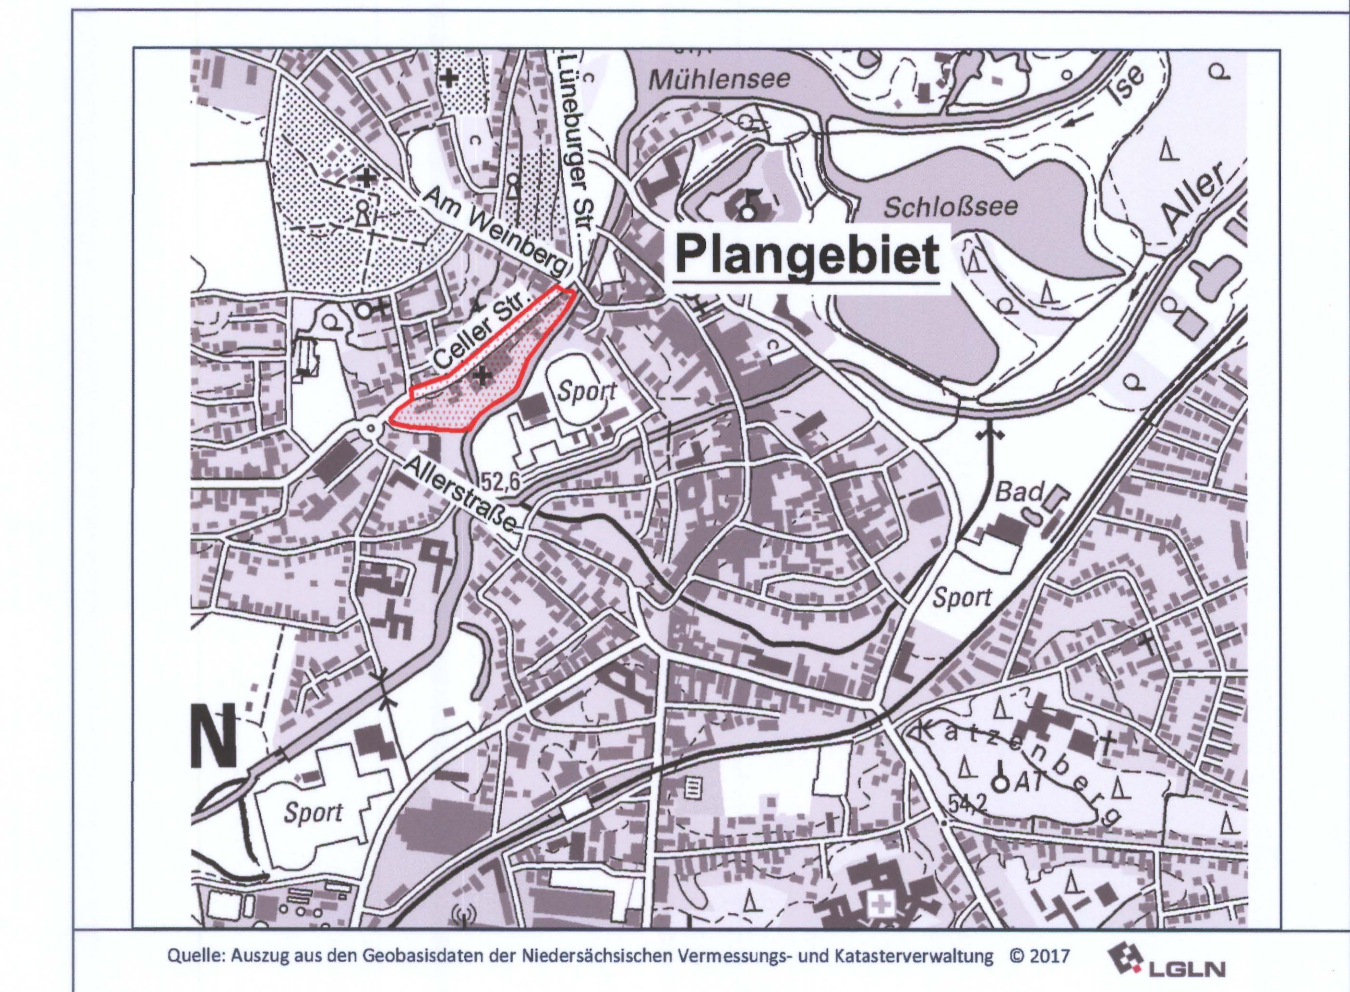 Mühlensee
Ise
Lüneburger Str.
Aller
Am Weinberg
Schloßsee
Plangebiet
Celler Str.
Sport
52,6
Allerstraße
Bad
Sport
N
Katzenberg
AT
54,2
Sport
Quelle: Auszug aus den Geobasisdaten der Niedersächsischen Vermessungs- und Katasterverwaltung © 2017
LGLN